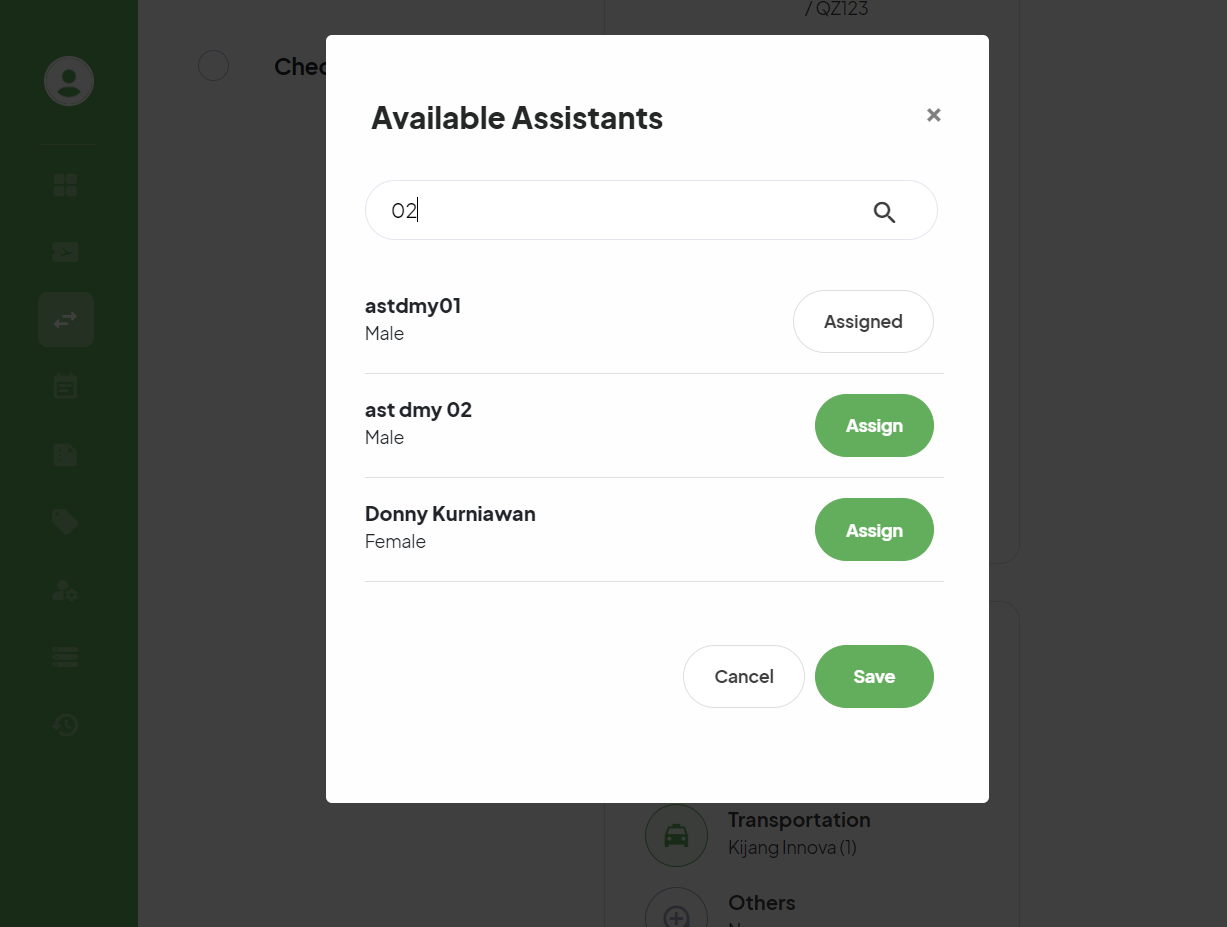 / QZ123
Chec
Available Assistants
×
02
astdmy01
Male
Assigned
ast dmy 02
Male
Assign
Donny Kurniawan
Female
Assign
Cancel
Save
Transportation
Kijang Innova (1)
Others